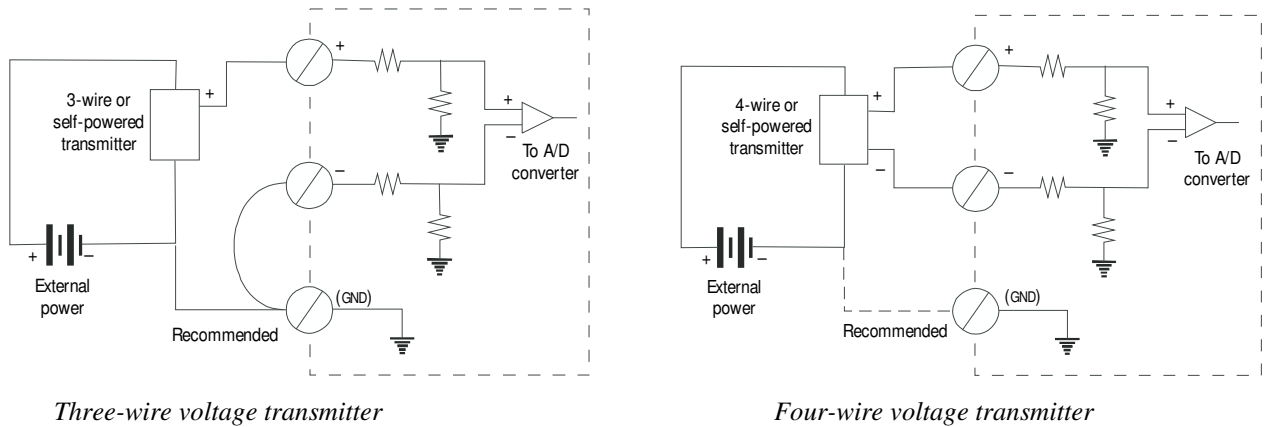 +
3-wire or
self-powered
transmitter
+
+
−
To A/D
converter
−
+
−
External
power
(GND)
Recommended
Three-wire voltage transmitter
+
4-wire or
self-powered
transmitter
+
+
−
To A/D
converter
−
−
+
−
External
power
(GND)
Recommended
Four-wire voltage transmitter